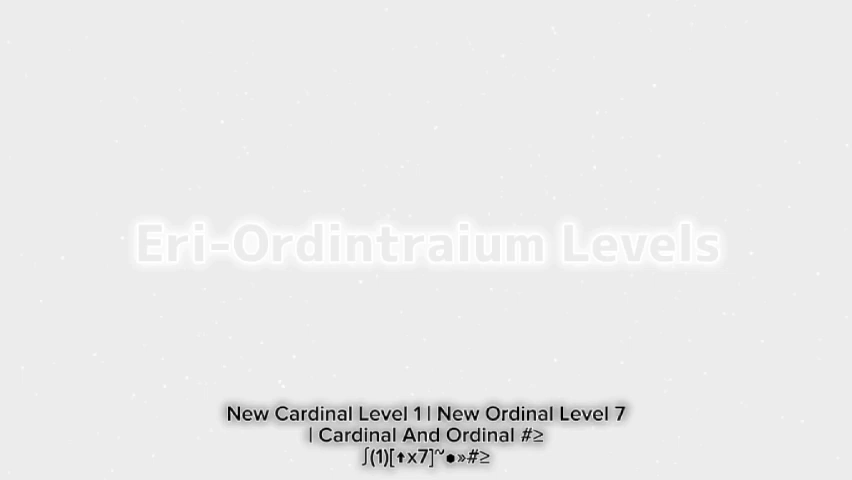 Eri-Ordintraium Levels
New Cardinal Level 1 | New Ordinal Level 7
| Cardinal And Ordinal #≥
∫(1)[↑x7]~●»#≥